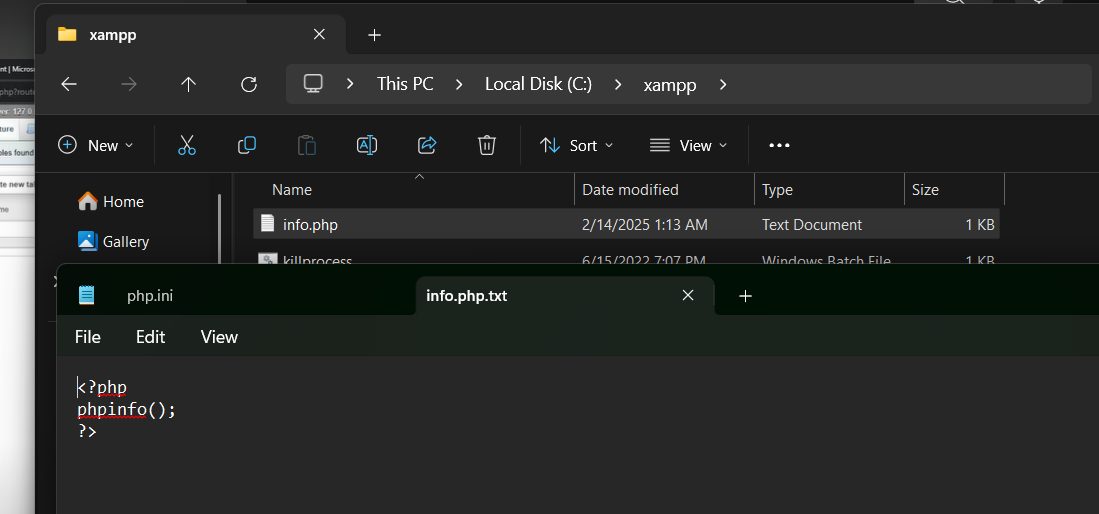 xampp
This PC
Local Disk (C:)
xampp
New
Sort
View
Name
Date modified
Type
Size
Home
info.php
2/14/2025 1:13 AM
Text Document
1 KB
Gallery
killprocess
6/15/2022 7:07 PM
Windows Batch File
1 KB
php.ini
info.php.txt
File
Edit
View
<?php
phpinfo();
?>